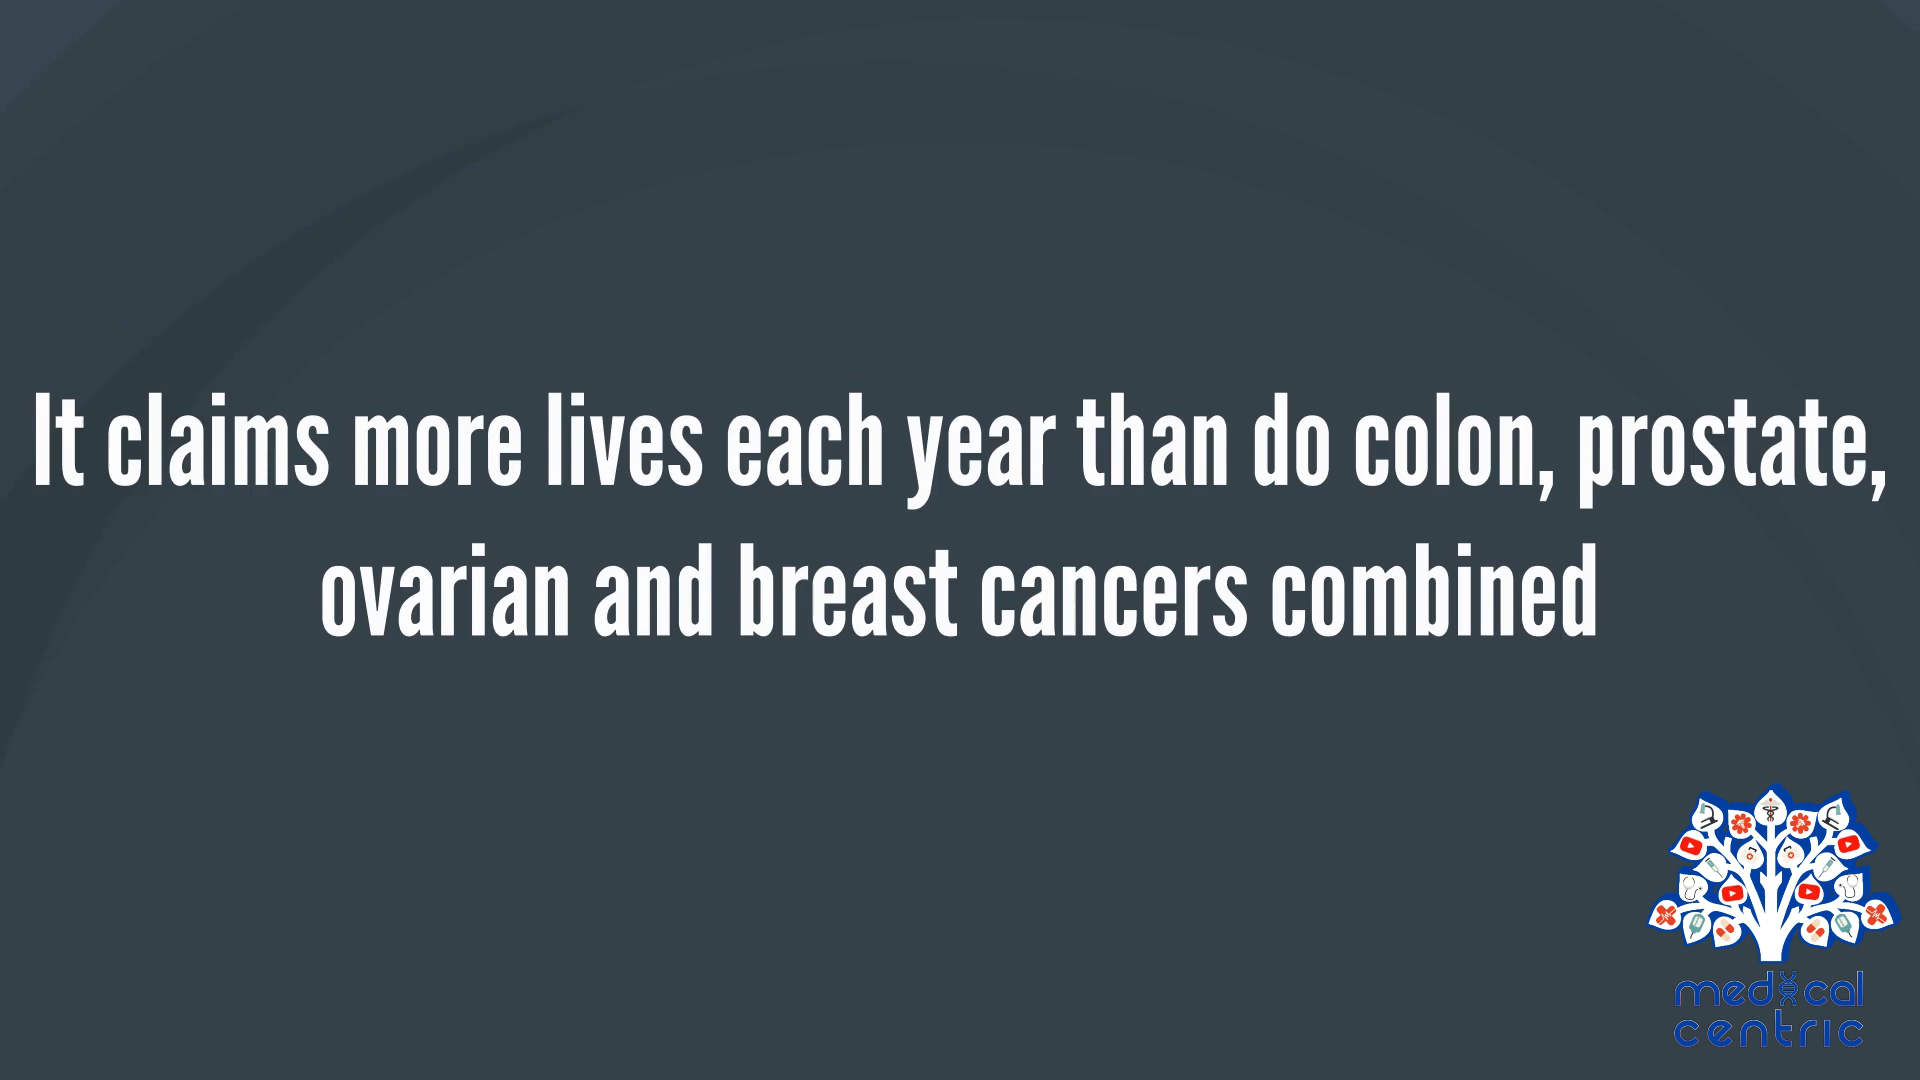 It claims more lives each year than do colon, prostate,
ovarian and breast cancers combined
medical
centric